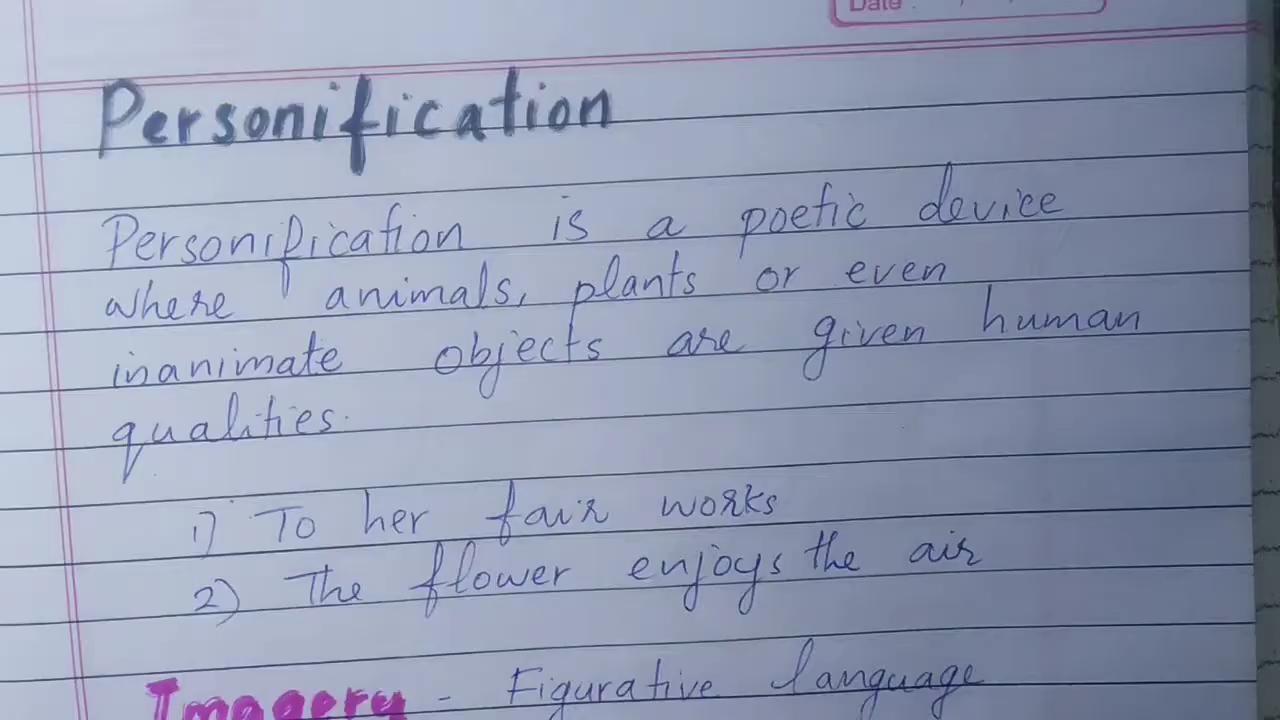 Date :
Personification
Personification is a poetic device
where animals, plants or even
inanimate objects are given human
qualities.
1) To her fair works
2) The flower enjoys the air
Imagery - Figurative language